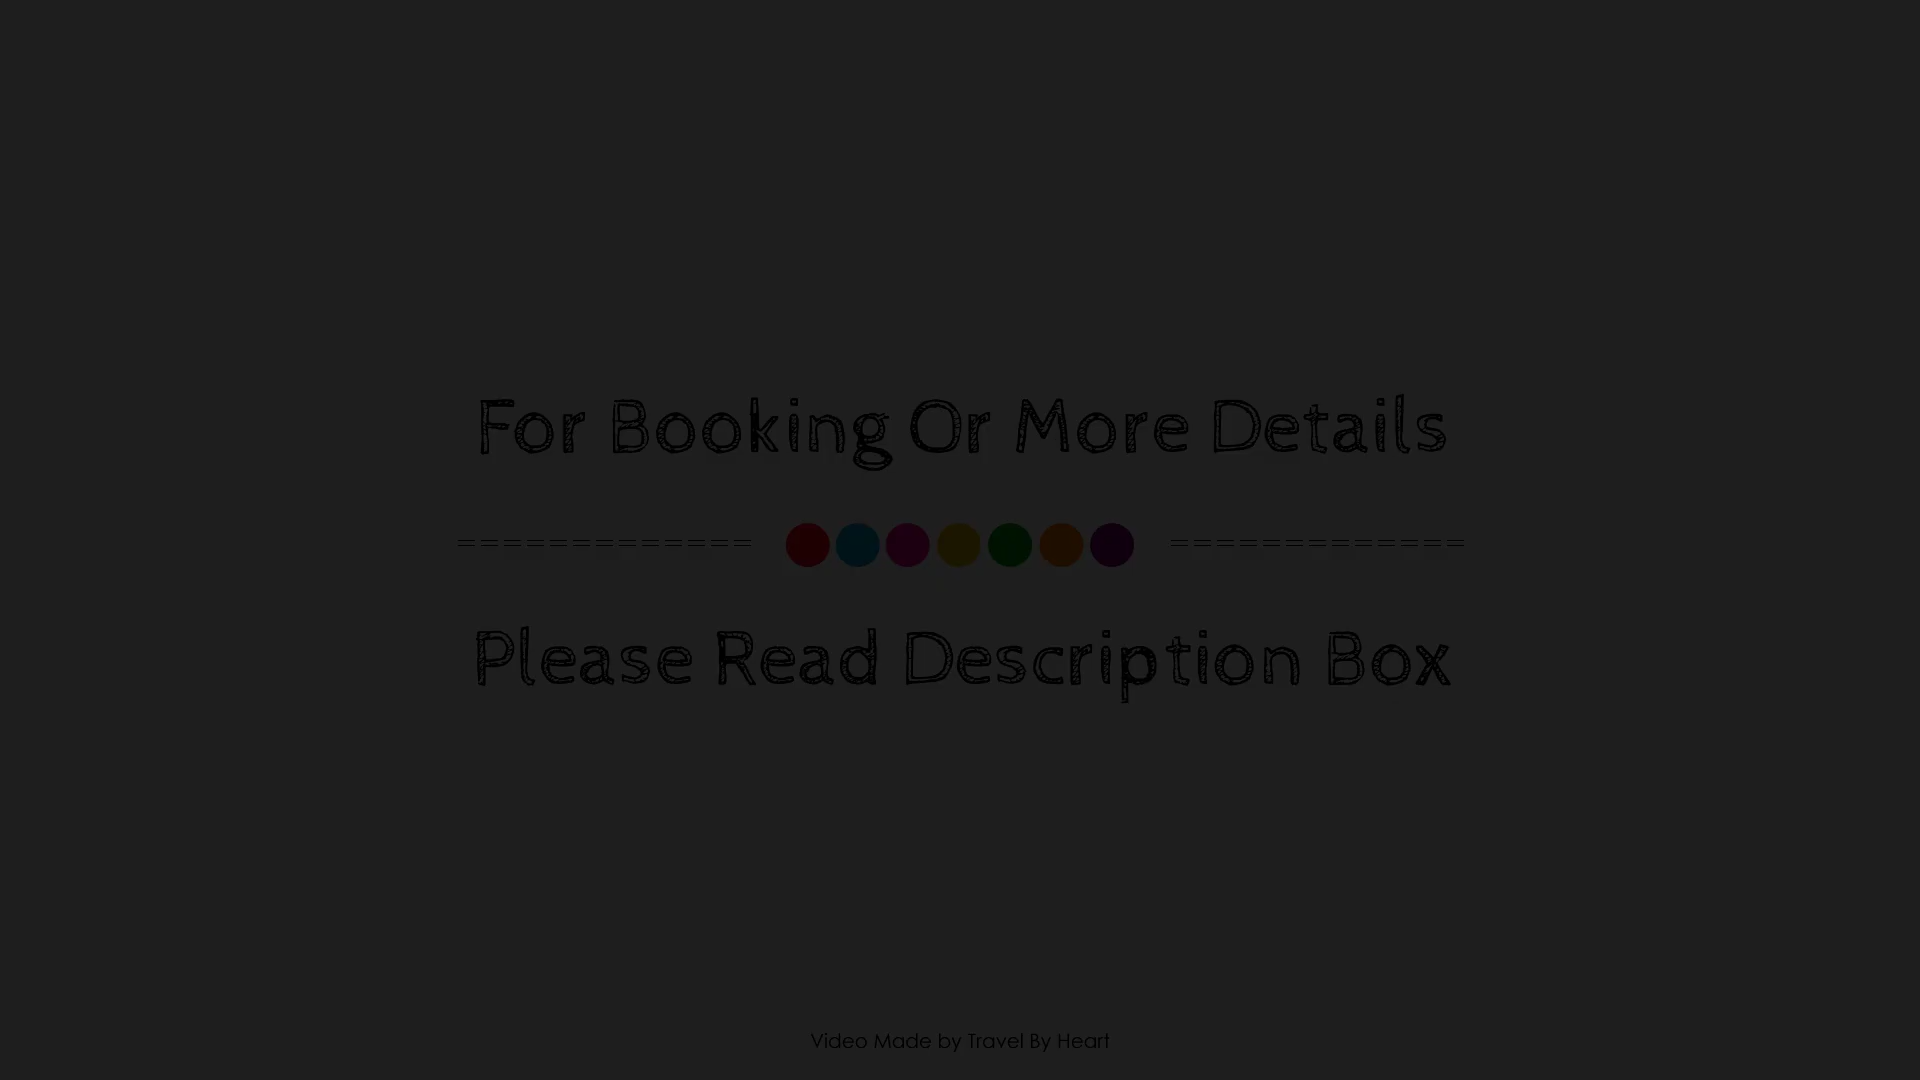 For Booking Or More Details
============= =============
Please Read Description Box
Video Made by Travel By Heart